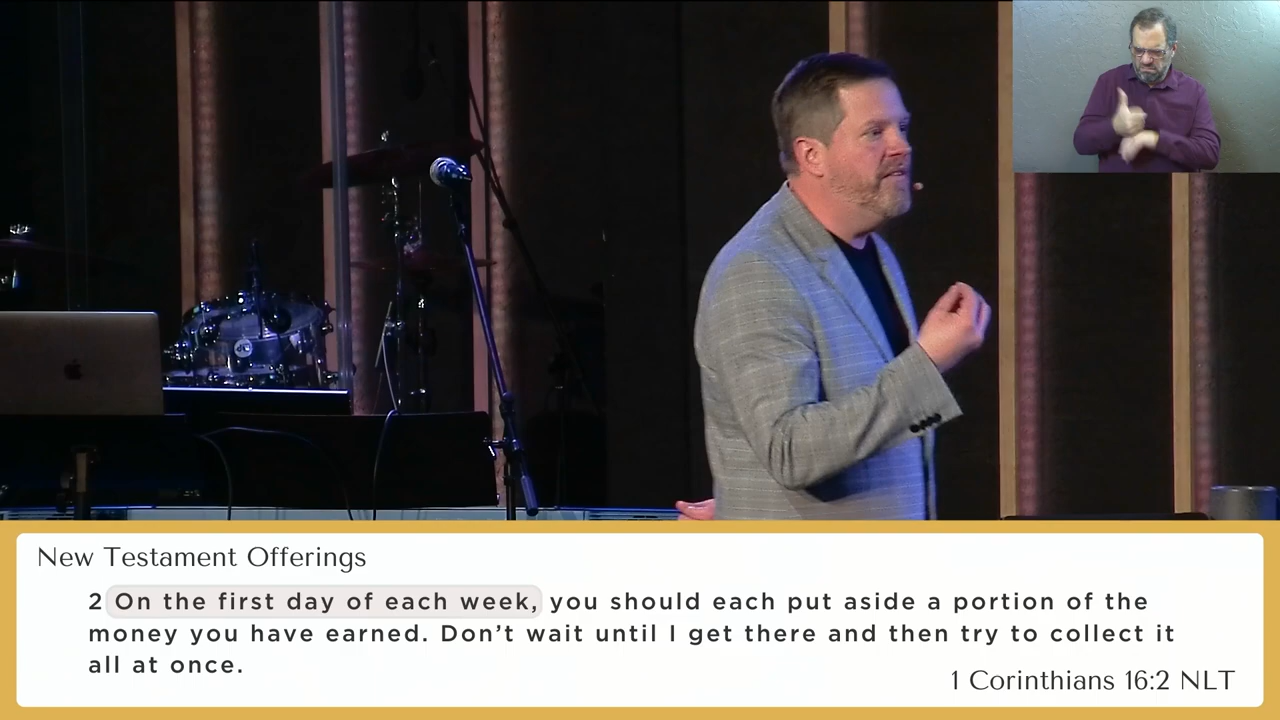 New Testament Offerings
2 On the first day of each week, you should each put aside a portion of the
money you have earned. Don’t wait until I get there and then try to collect it
all at once.
1 Corinthians 16:2 NLT